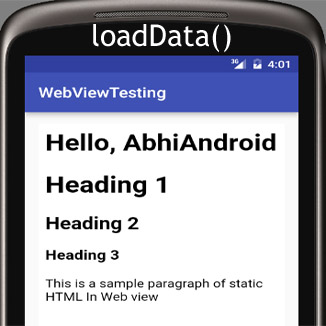 loadData()
3G 4:01
WebViewTesting
Hello, AbhiAndroid
Heading 1
Heading 2
Heading 3
This is a sample paragraph of static
HTML In Web view